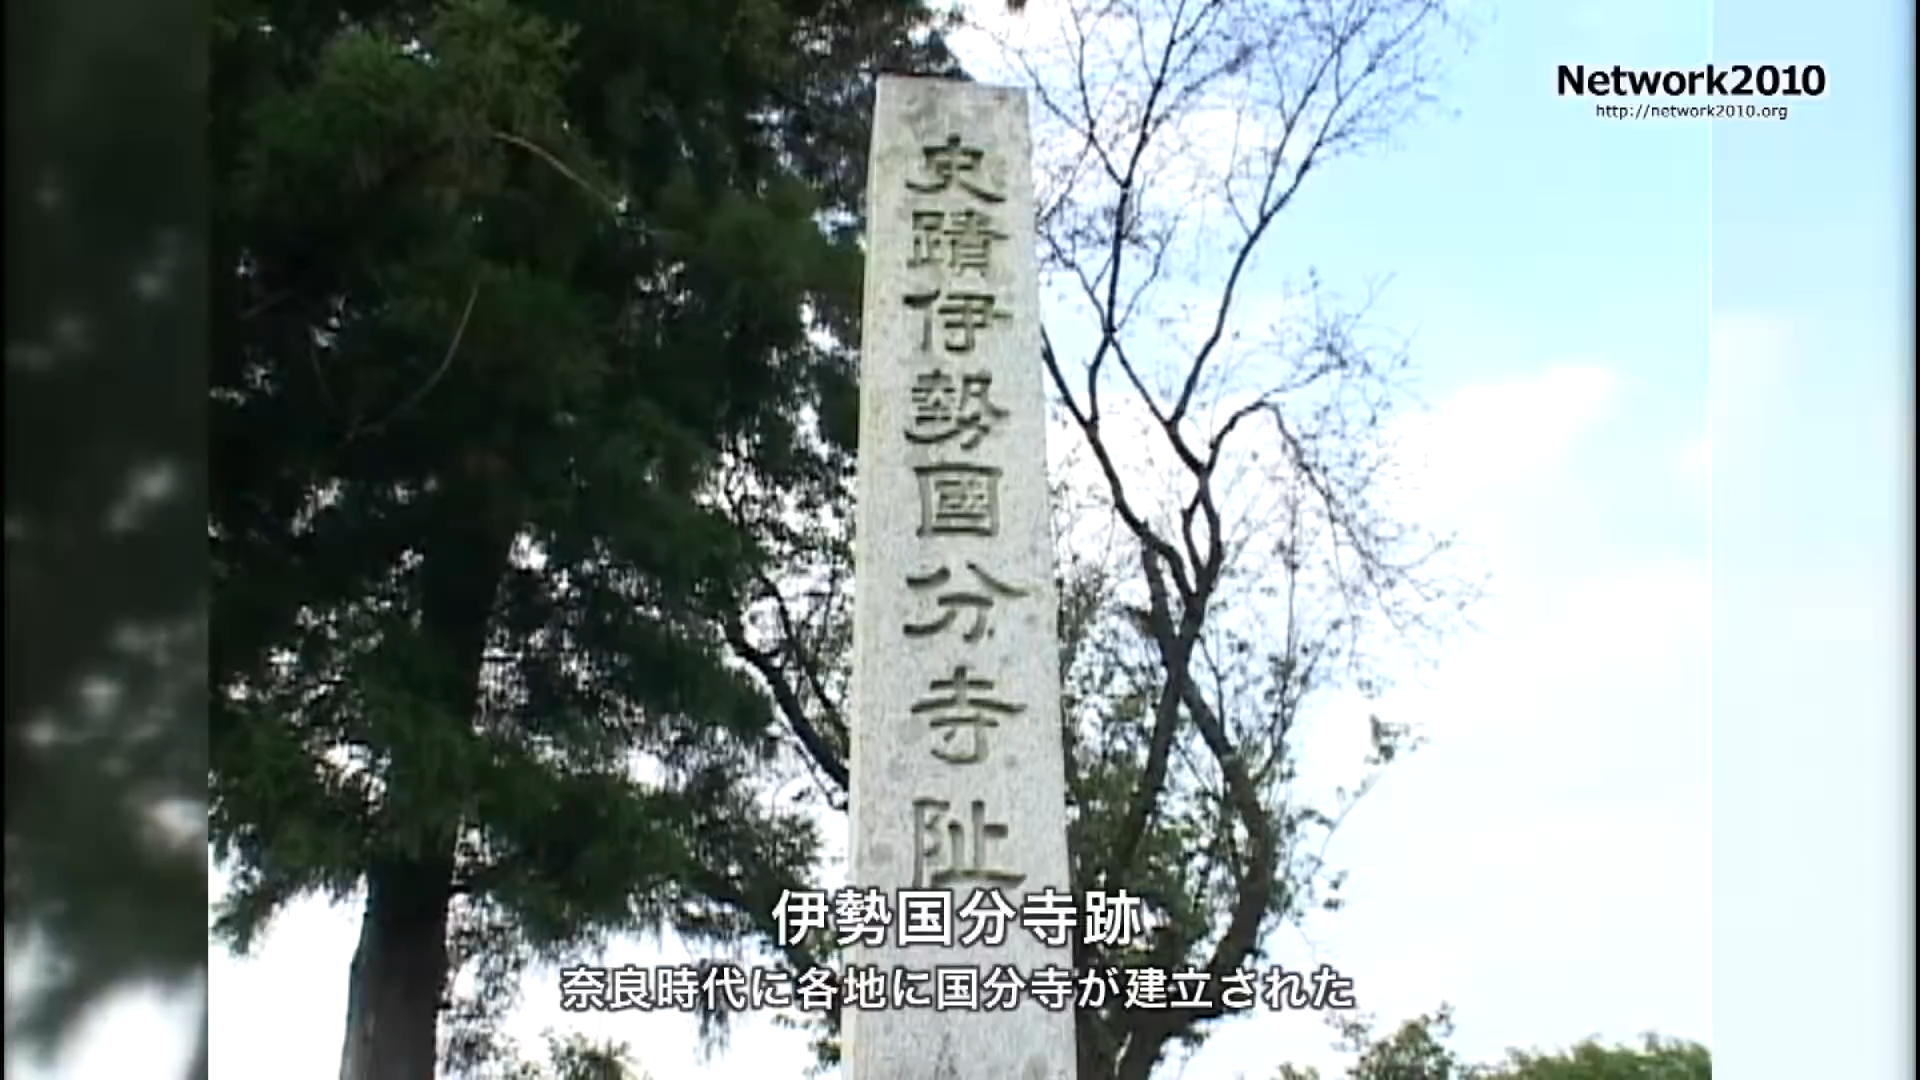 Network2010
http://network2010.org
史蹟伊勢國分寺阯
伊勢国分寺跡
奈良時代に各地に国分寺が建立された